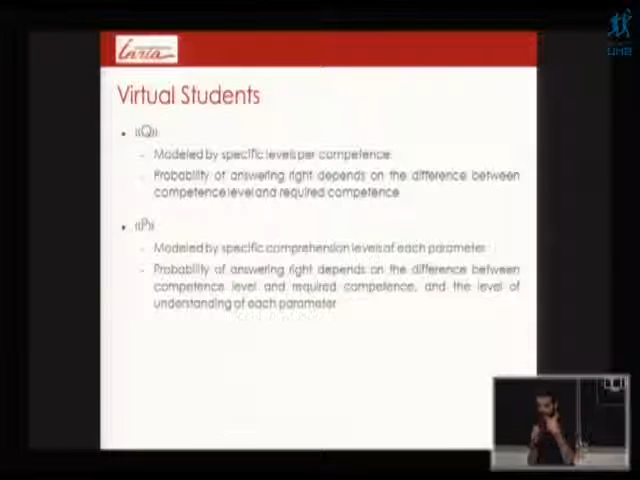 Inria
Virtual Students
• ((Q))
- Modeled by specific levels per competence
- Probability of answering right depends on the difference between
competence level and required competence
• ((P))
- Modeled by specific comprehension levels of each parameter
- Probability of answering right depends on the difference between
competence level and required competence, and the level of
understanding of each parameter